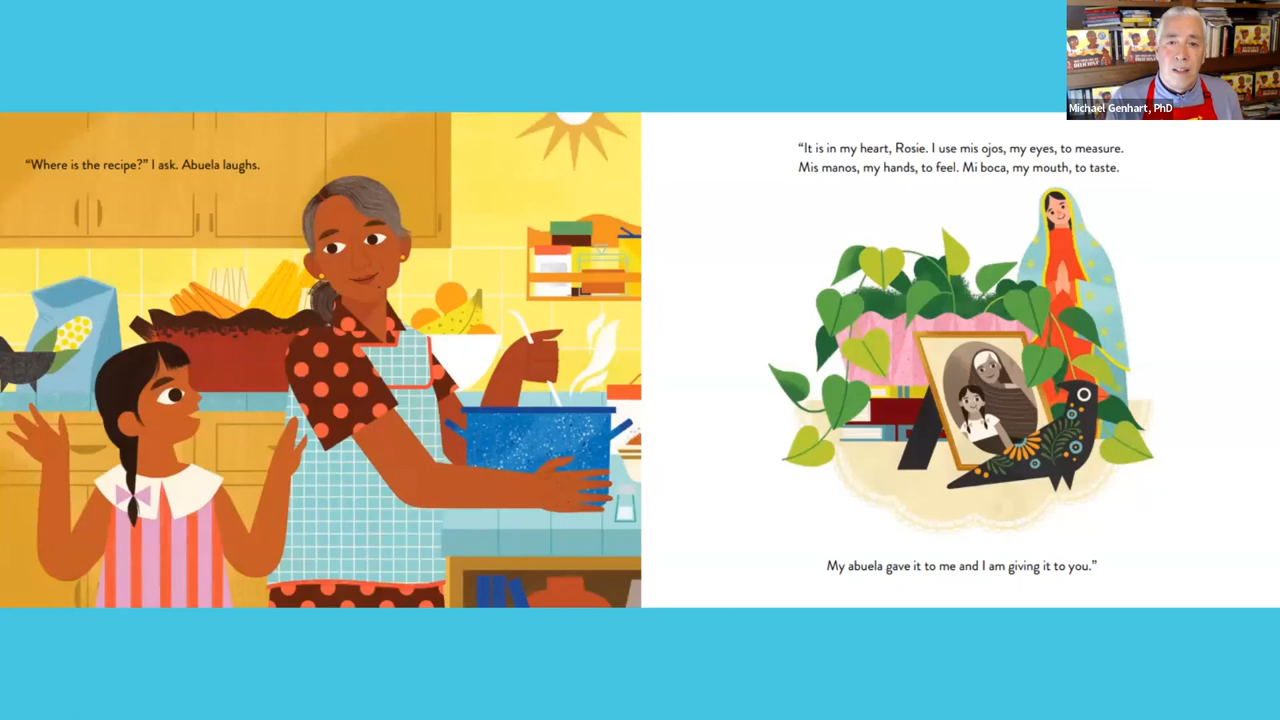 Michael Genhart, PhD
“Where is the recipe?” I ask. Abuela laughs.
“It is in my heart, Rosie. I use mis ojos, my eyes, to measure.
Mis manos, my hands, to feel. Mi boca, my mouth, to taste.
My abuela gave it to me and I am giving it to you.”